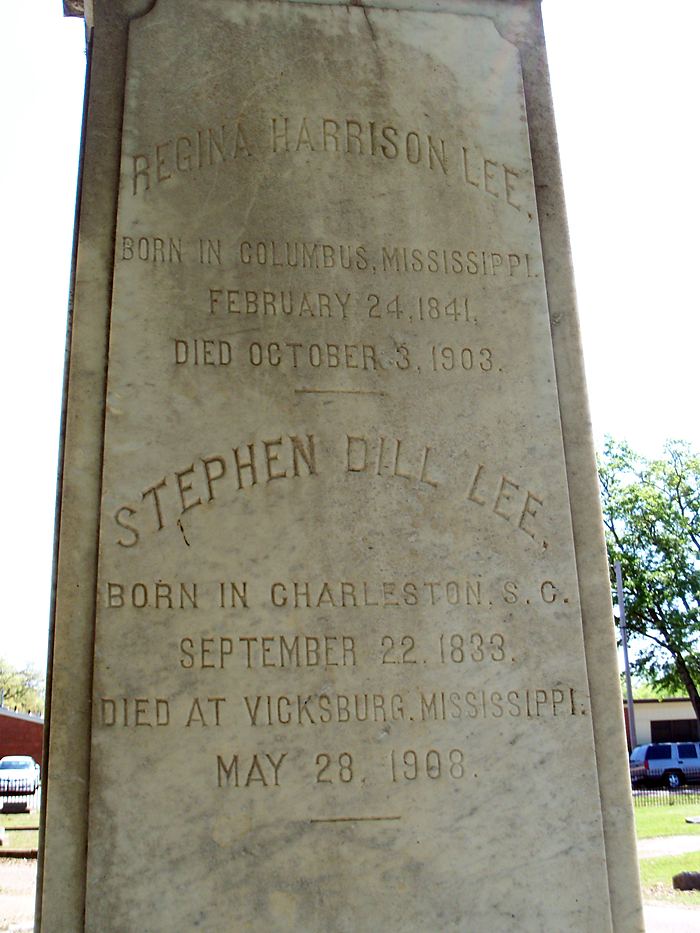 REGINA HARRISON LEE,
BORN IN COLUMBUS, MISSISSIPPI.
FEBRUARY 24, 1841.
DIED OCTOBER 3, 1903.
STEPHEN DILL LEE,
BORN IN CHARLESTON, S. C.
SEPTEMBER 22. 1833.
DIED AT VICKSBURG, MISSISSIPPI.
MAY 28, 1908.